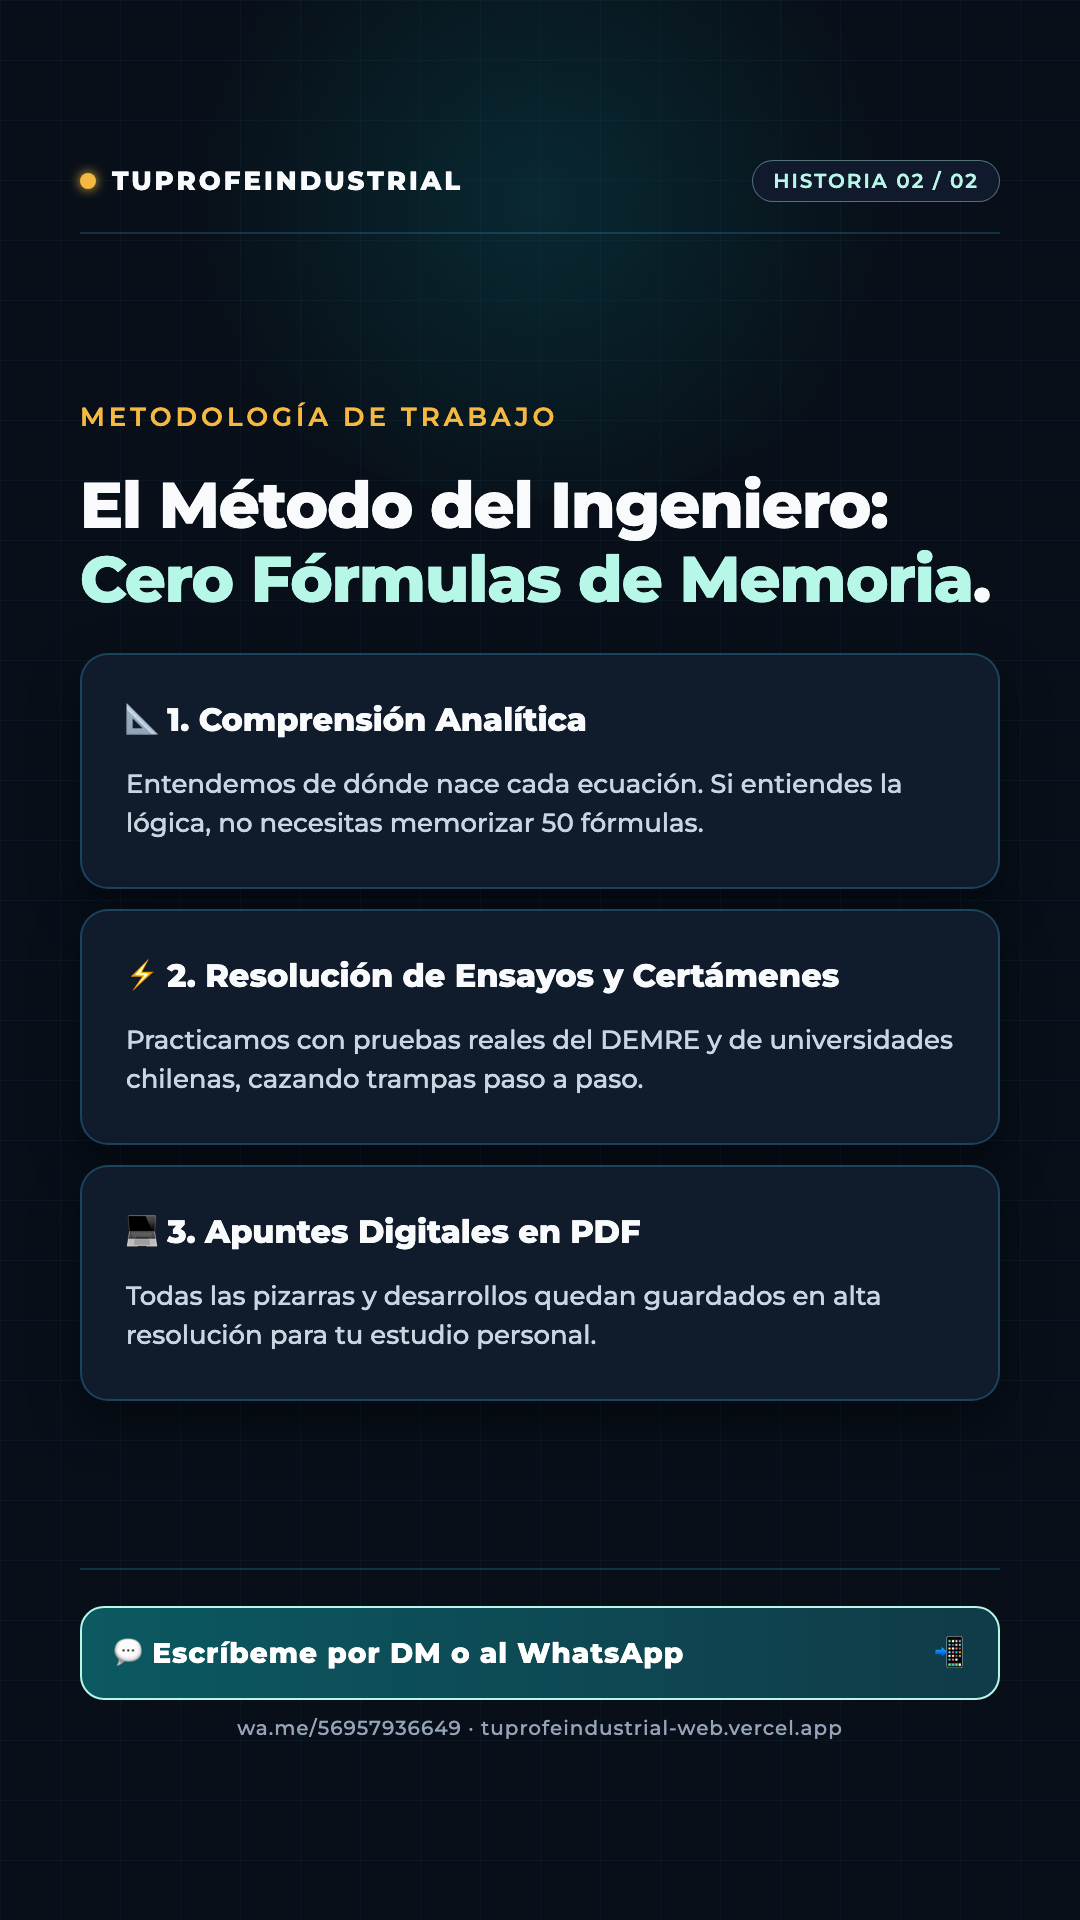 TUPROFEINDUSTRIAL
HISTORIA 02 / 02
METODOLOGÍA DE TRABAJO
El Método del Ingeniero:
Cero Fórmulas de Memoria.
📐 1. Comprensión Analítica
Entendemos de dónde nace cada ecuación. Si entiendes la
lógica, no necesitas memorizar 50 fórmulas.
⚡ 2. Resolución de Ensayos y Certámenes
Practicamos con pruebas reales del DEMRE y de universidades
chilenas, cazando trampas paso a paso.
💻 3. Apuntes Digitales en PDF
Todas las pizarras y desarrollos quedan guardados en alta
resolución para tu estudio personal.
💬 Escríbeme por DM o al WhatsApp 📲
wa.me/56957936649 · tuprofeindustrial-web.vercel.app